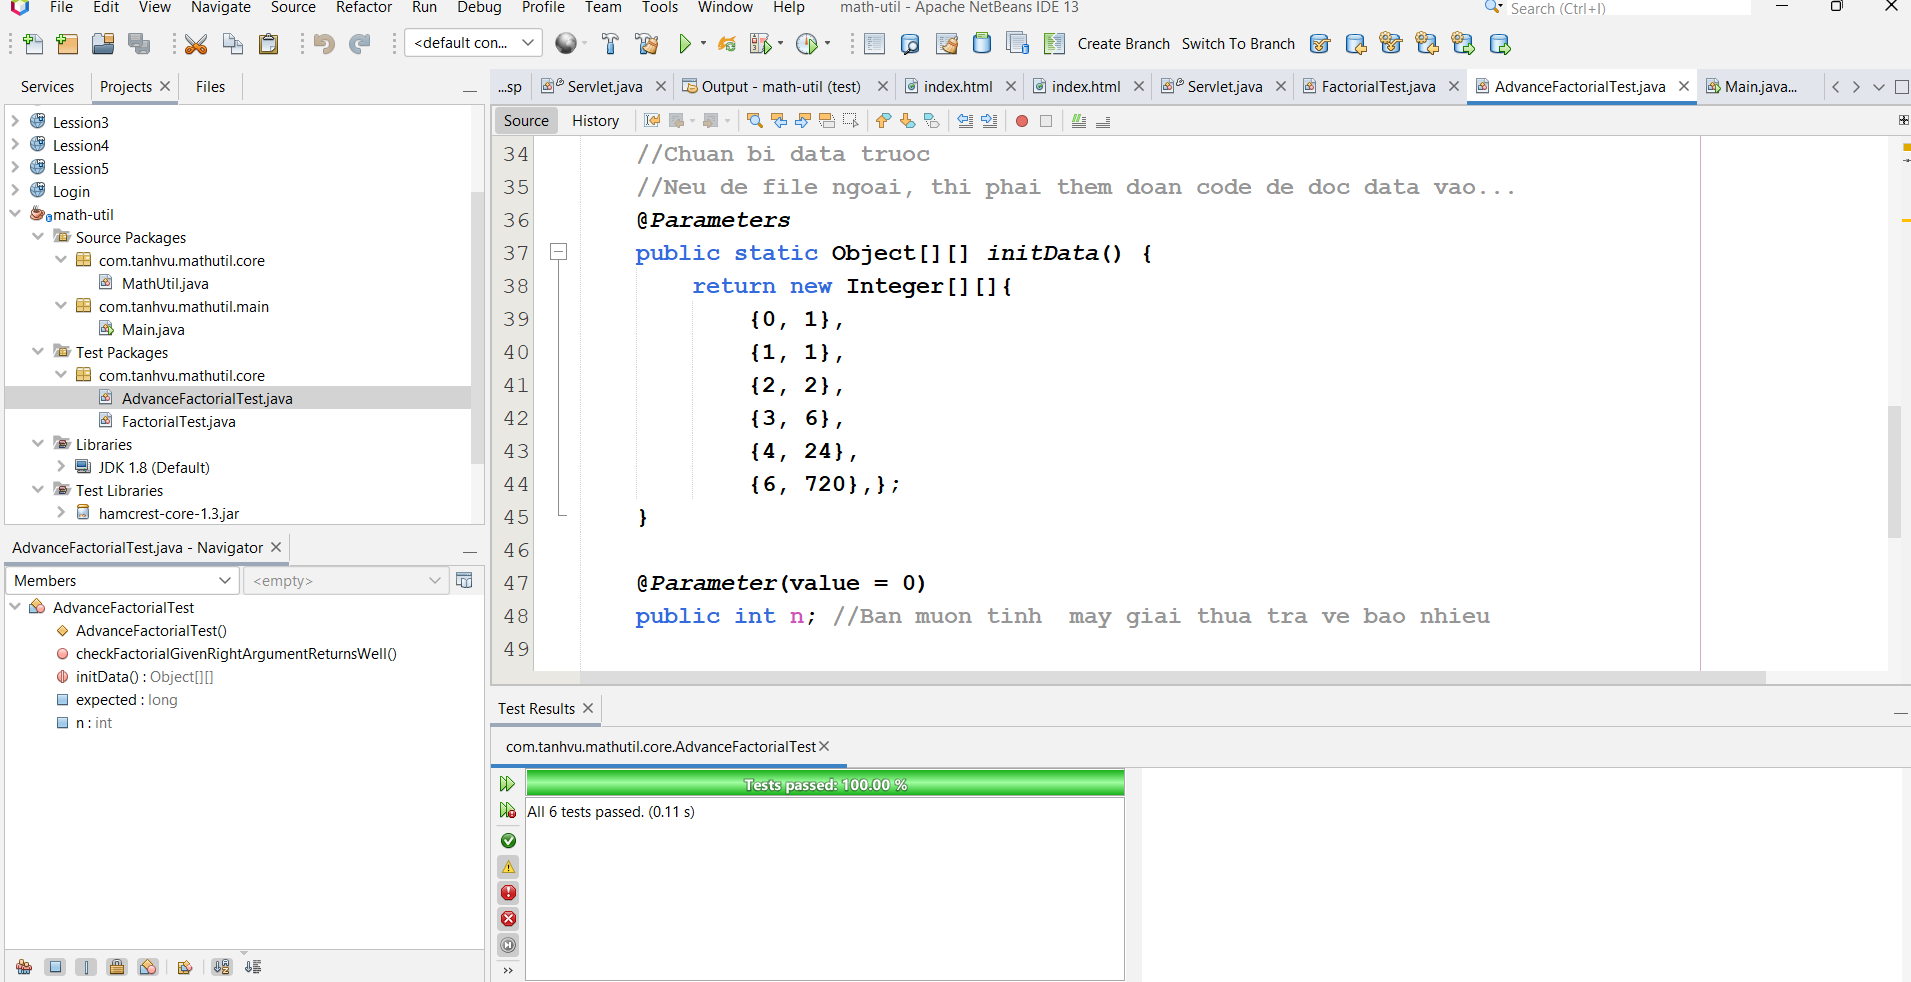 File Edit View Navigate Source Refactor Run Debug Profile Team Tools Window Help math-util - Apache NetBeans IDE 13 Search (Ctrl+I)
<default con... Create Branch Switch To Branch
Services Projects Files
...sp Servlet.java Output - math-util (test) index.html index.html Servlet.java FactorialTest.java AdvanceFactorialTest.java Main.java...
Source History
Lession3
Lession4
Lession5
Login
math-util
Source Packages
com.tanhvu.mathutil.core
MathUtil.java
com.tanhvu.mathutil.main
Main.java
Test Packages
com.tanhvu.mathutil.core
AdvanceFactorialTest.java
FactorialTest.java
Libraries
JDK 1.8 (Default)
Test Libraries
hamcrest-core-1.3.jar
AdvanceFactorialTest.java - Navigator
Members <empty>
AdvanceFactorialTest
AdvanceFactorialTest()
checkFactorialGivenRightArgumentReturnsWell()
initData() : Object[][]
expected : long
n : int
34 //Chuan bi data truoc
35 //Neu de file ngoai, thi phai them doan code de doc data vao...
36 @Parameters
37 public static Object[][] initData() {
38 return new Integer[][]{
39 {0, 1},
40 {1, 1},
41 {2, 2},
42 {3, 6},
43 {4, 24},
44 {6, 720},};
45 }
46
47 @Parameter(value = 0)
48 public int n; //Ban muon tinh  may giai thua tra ve bao nhieu
49
Test Results
com.tanhvu.mathutil.core.AdvanceFactorialTest
Tests passed: 100.00 %
All 6 tests passed. (0.11 s)